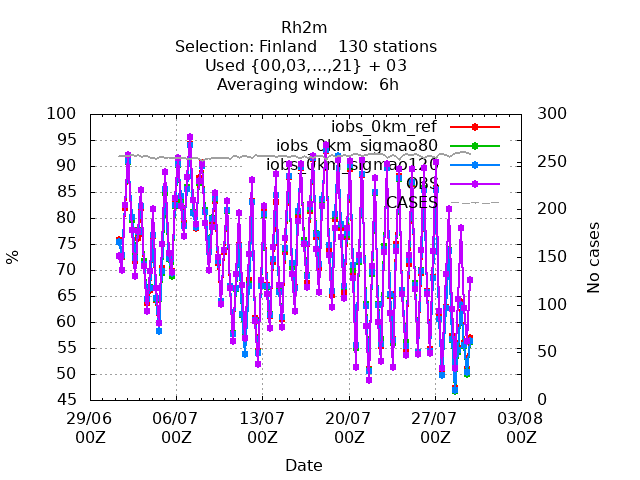 Rh2m
Selection: Finland    130 stations
Used {00,03,...,21} + 03
Averaging window:  6h
100
95
90
85
80
75
70
65
60
55
50
45
%
300
250
200
150
100
50
0
No cases
iobs_0km_ref
iobs_0km_sigmao80
iobs_0km_sigmao120
OBS
CASES
29/06 06/07 13/07 20/07 27/07 03/08
00Z 00Z 00Z 00Z 00Z 00Z
Date